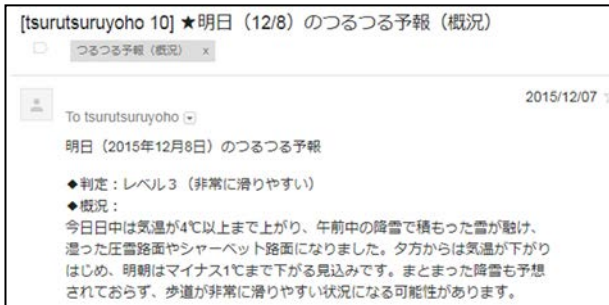 [tsurutsuruyoho 10] ★明日（12/8）のつるつる予報（概況）
つるつる予報（概況） x
2015/12/07
To tsurutsuruyoho
明日（2015年12月8日）のつるつる予報
◆判定：レベル３（非常に滑りやすい）
◆概況：
今日日中は気温が4℃以上まで上がり、午前中の降雪で積もった雪が融け、
湿った圧雪路面やシャーベット路面になりました。夕方からは気温が下がり
はじめ、明朝はマイナス1℃まで下がる見込みです。まとまった降雪も予想
されておらず、歩道が非常に滑りやすい状況になる可能性があります。